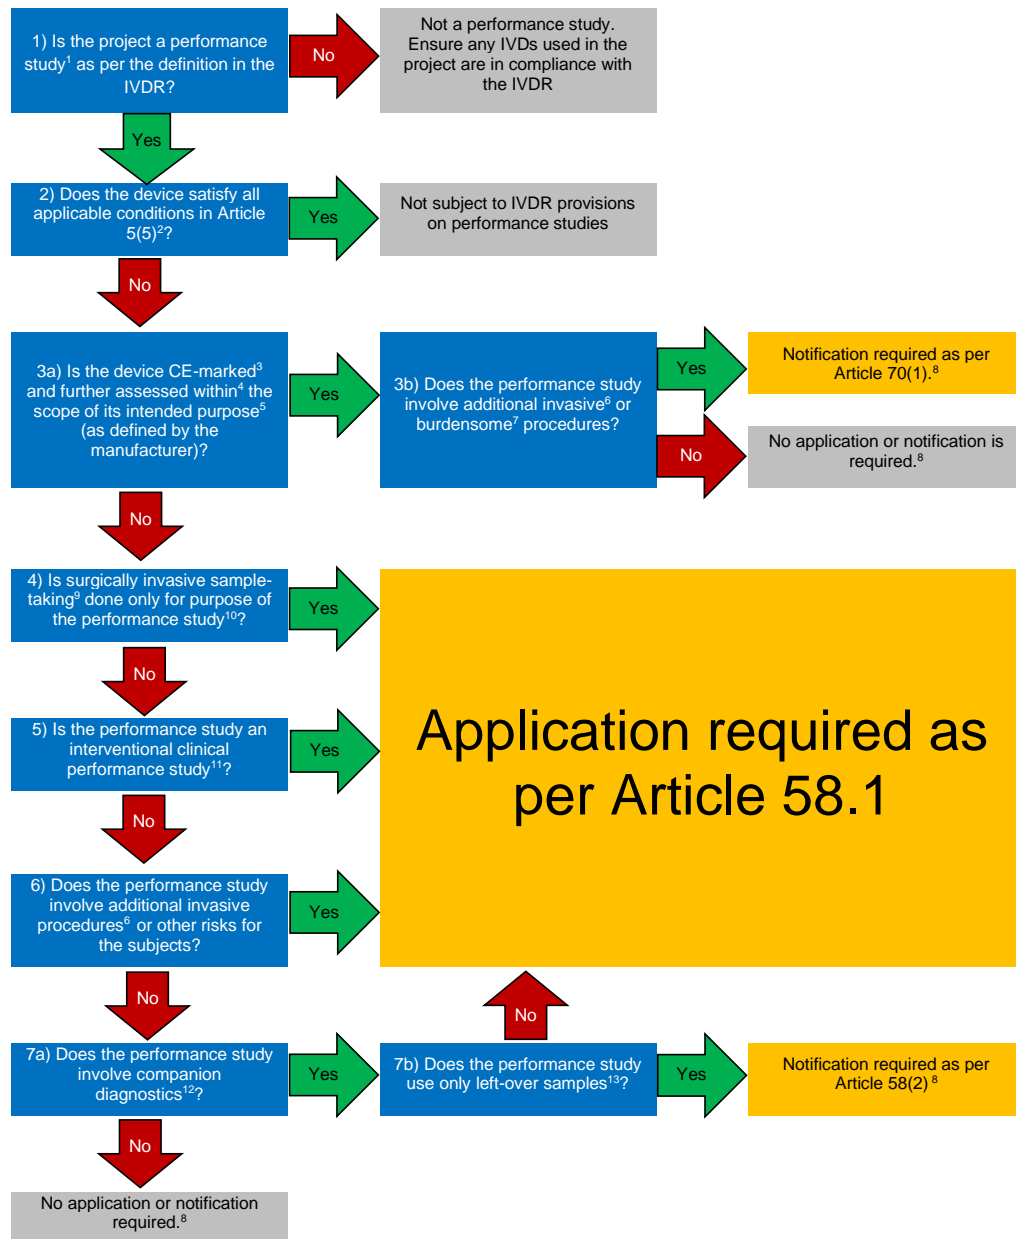 1) Is the project a performance
study¹ as per the definition in the
IVDR?
No
Not a performance study.
Ensure any IVDs used in the
project are in compliance with
the IVDR
Yes
2) Does the device satisfy all
applicable conditions in Article
5(5)²?
Yes
Not subject to IVDR provisions
on performance studies
No
3a) Is the device CE-marked³
and further assessed within⁴ the
scope of its intended purpose⁵
(as defined by the
manufacturer)?
Yes
3b) Does the performance study
involve additional invasive⁶ or
burdensome⁷ procedures?
Yes
Notification required as per
Article 70(1).⁸
No
No application or notification is
required.⁸
No
4) Is surgically invasive sample-
taking⁹ done only for purpose of
the performance study¹⁰?
Yes
No
5) Is the performance study an
interventional clinical
performance study¹¹?
Yes
Application required as
per Article 58.1
No
6) Does the performance study
involve additional invasive
procedures⁶ or other risks for
the subjects?
Yes
No
No
7a) Does the performance study
involve companion
diagnostics¹²?
Yes
7b) Does the performance study
use only left-over samples¹³?
Yes
Notification required as per
Article 58(2) ⁸
No
No application or notification
required.⁸